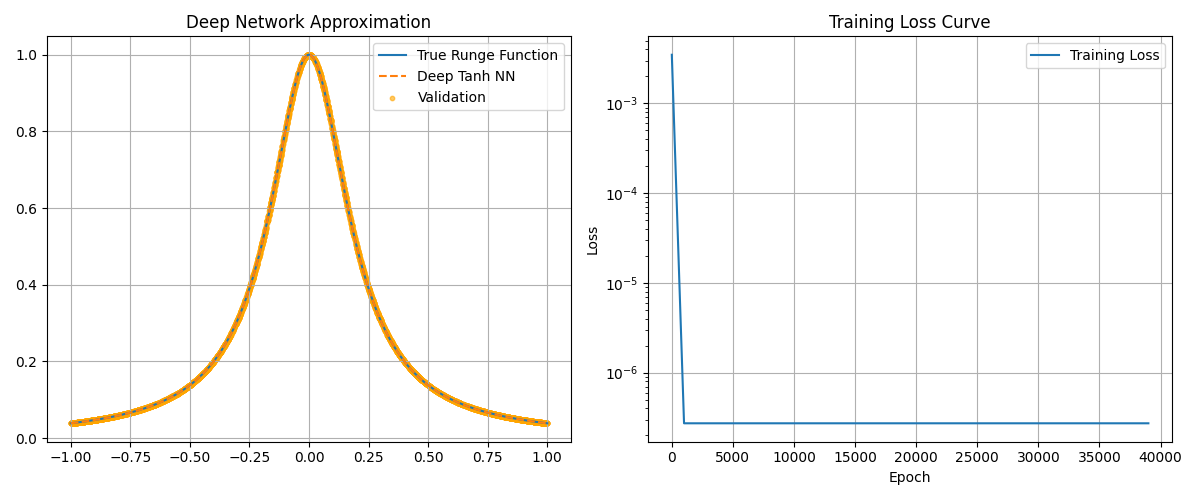 Deep Network Approximation
True Runge Function
Deep Tanh NN
Validation
1.0
0.8
0.6
0.4
0.2
0.0
−1.00 −0.75 −0.50 −0.25 0.00 0.25 0.50 0.75 1.00
Training Loss Curve
Training Loss
Loss
10⁻³
10⁻⁴
10⁻⁵
10⁻⁶
0 5000 10000 15000 20000 25000 30000 35000 40000
Epoch